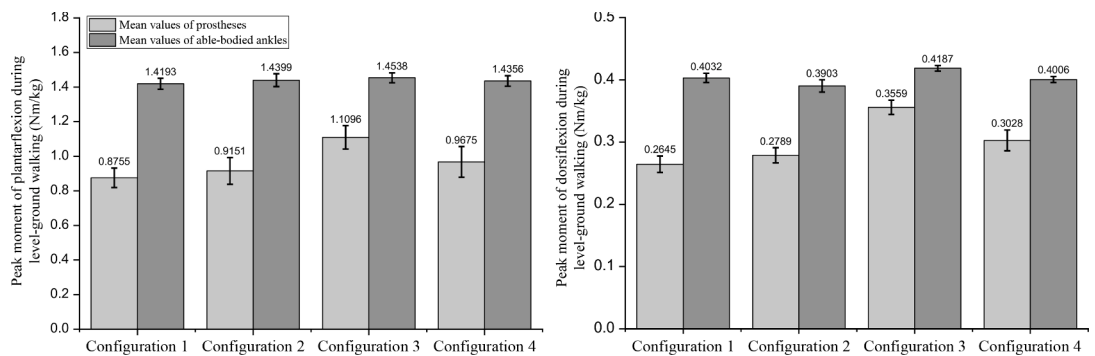 Peak moment of plantarflexion during
level-ground walking (Nm/kg)
1.8
1.6
1.4
1.2
1.0
0.8
0.6
0.4
0.2
0.0
Mean values of prostheses
Mean values of able-bodied ankles
0.8755
1.4193
0.9151
1.4399
1.1096
1.4538
0.9675
1.4356
Configuration 1
Configuration 2
Configuration 3
Configuration 4
Peak moment of dorsiflexion during
level-ground walking (Nm/kg)
0.5
0.4
0.3
0.2
0.1
0.0
0.2645
0.4032
0.2789
0.3903
0.3559
0.4187
0.3028
0.4006
Configuration 1
Configuration 2
Configuration 3
Configuration 4